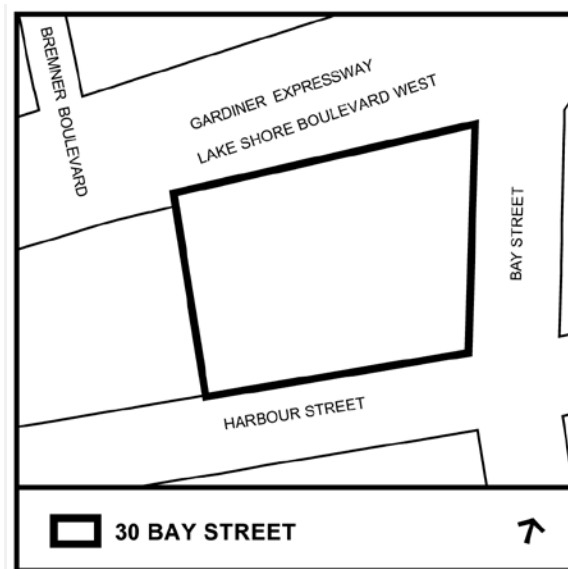 BREMNER BOULEVARD
GARDINER EXPRESSWAY
LAKE SHORE BOULEVARD WEST
BAY STREET
HARBOUR STREET
30 BAY STREET